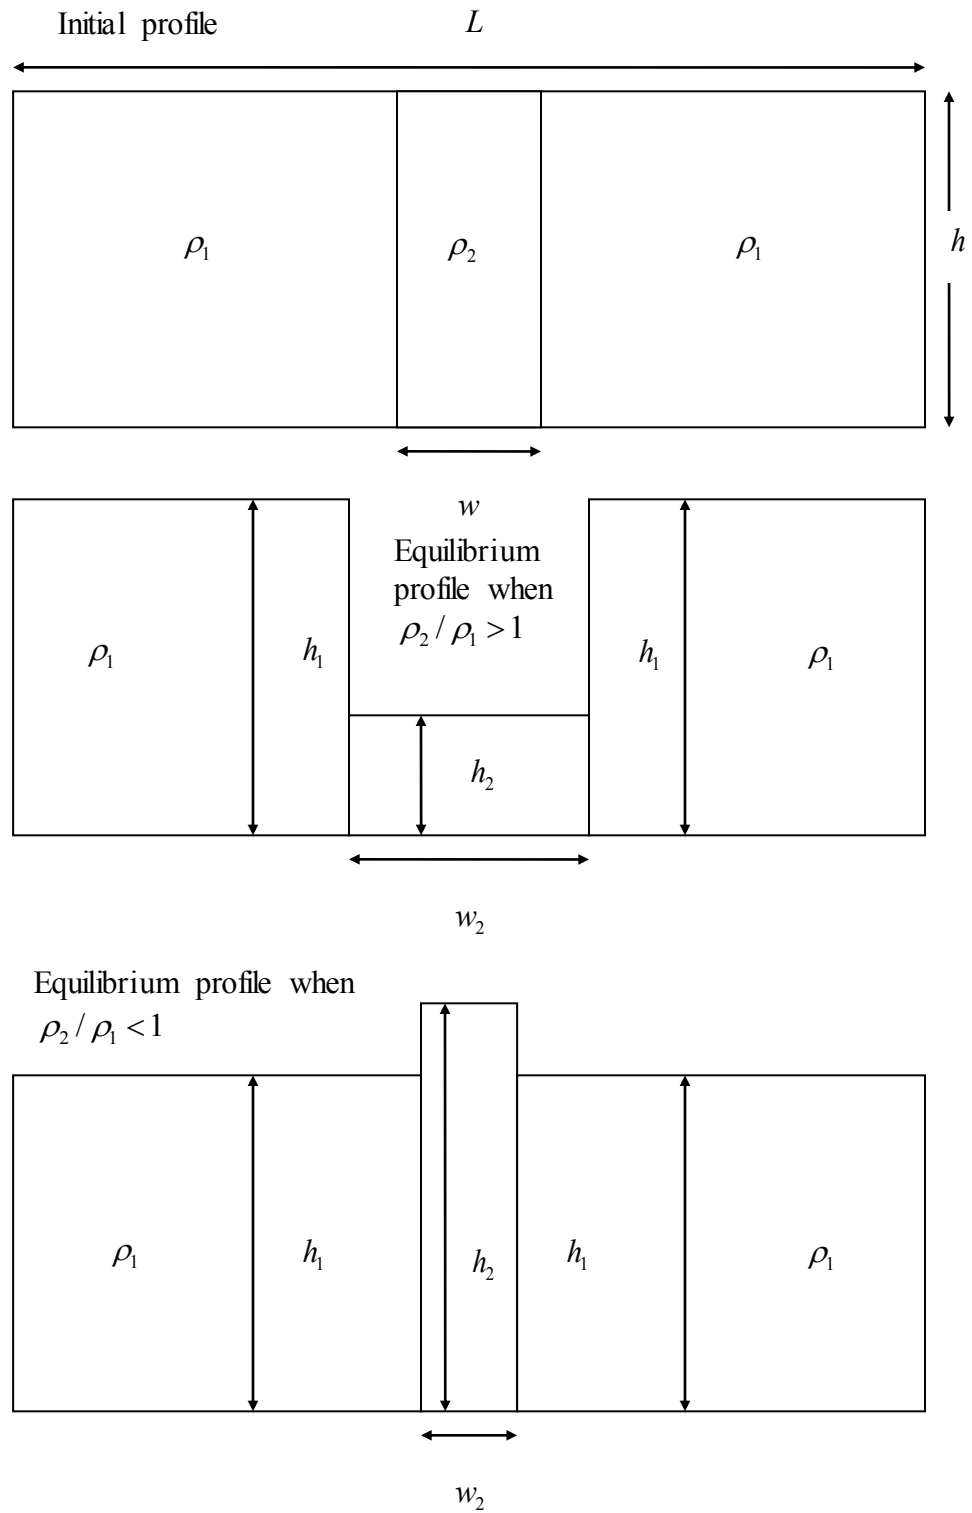 Initial profile L
ρ₁ ρ₂ ρ₁ h
w
Equilibrium
profile when
ρ₂ / ρ₁ > 1
ρ₁ h₁ h₁ ρ₁
h₂
w₂
Equilibrium profile when
ρ₂ / ρ₁ < 1
ρ₁ h₁ h₂ h₁ ρ₁
w₂